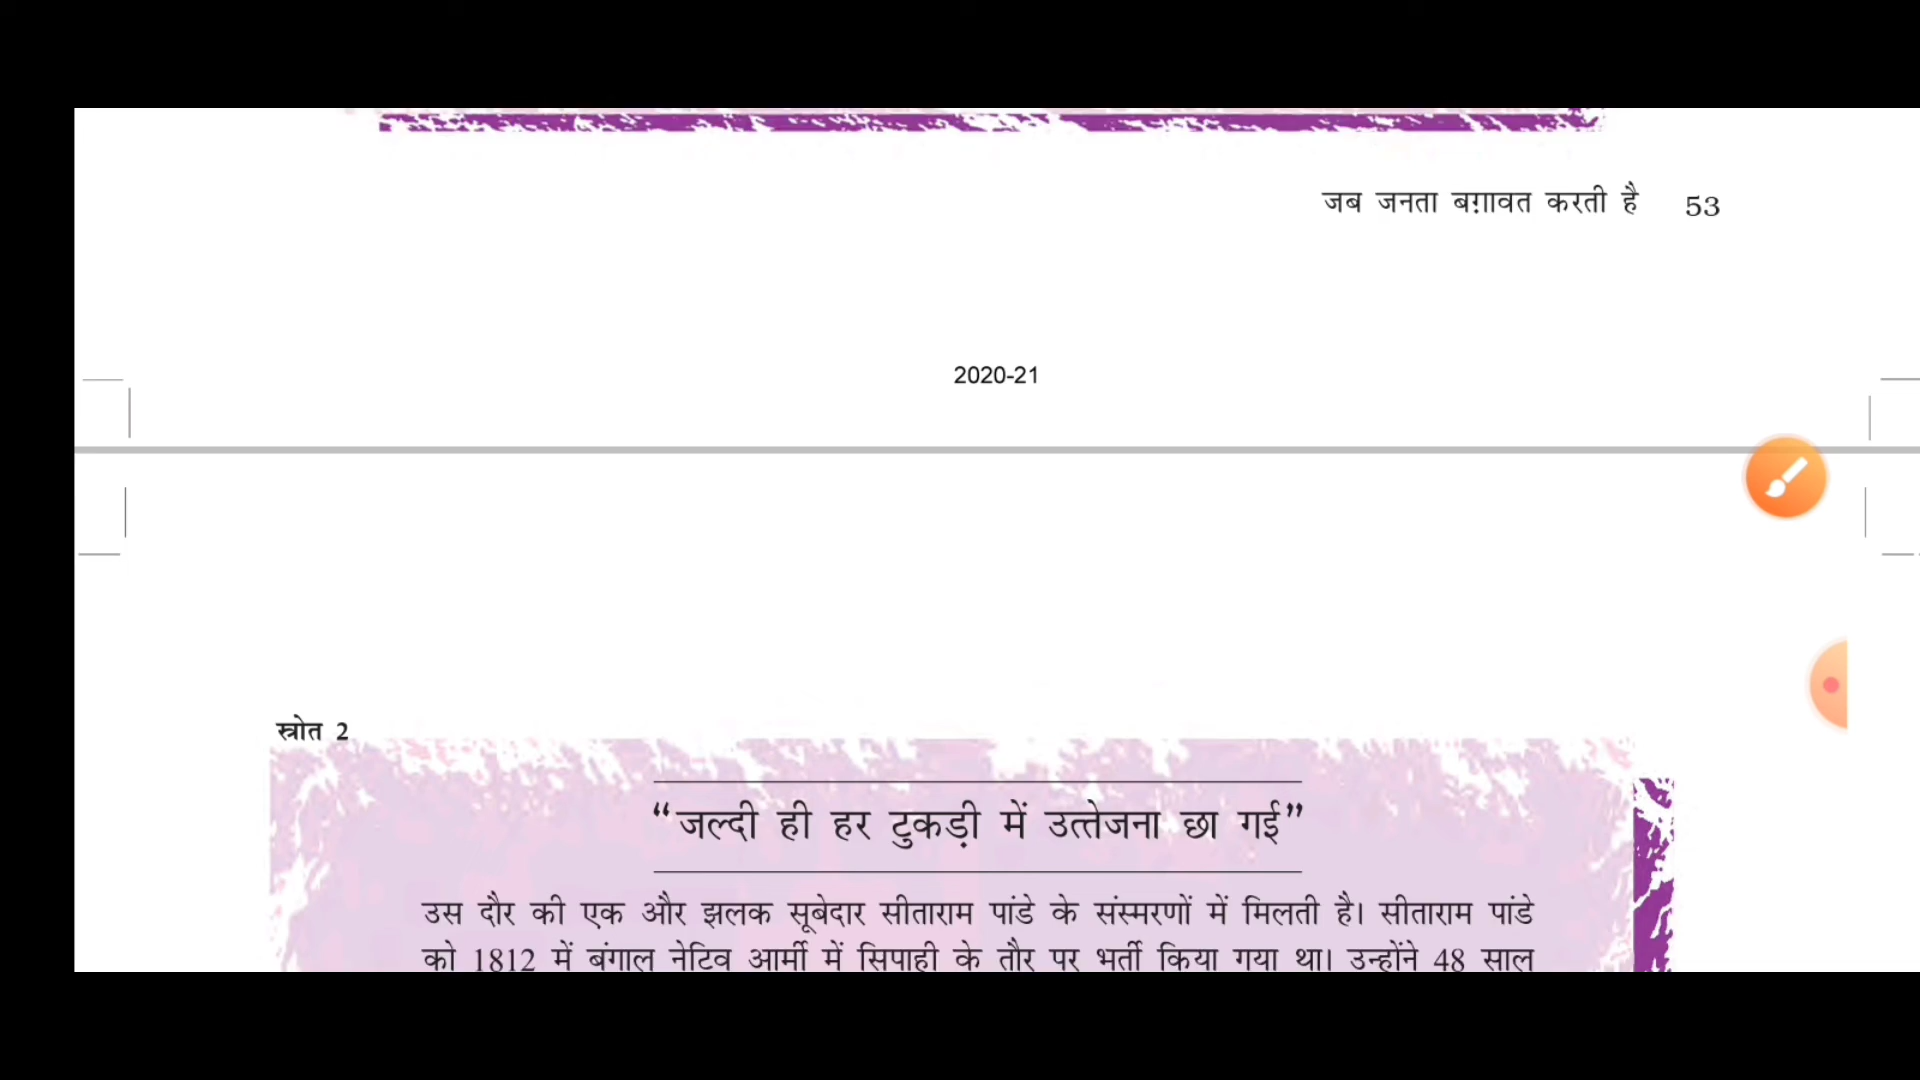 जब जनता बग़ावत करती है 53
2020-21
स्रोत 2
“जल्दी ही हर टुकड़ी में उत्तेजना छा गई”
उस दौर की एक और झलक सूबेदार सीताराम पांडे के संस्मरणों में मिलती है। सीताराम पांडे
को 1812 में बंगाल नेटिव आर्मी में सिपाही के तौर पर भर्ती किया गया था। उन्होंने 48 साल